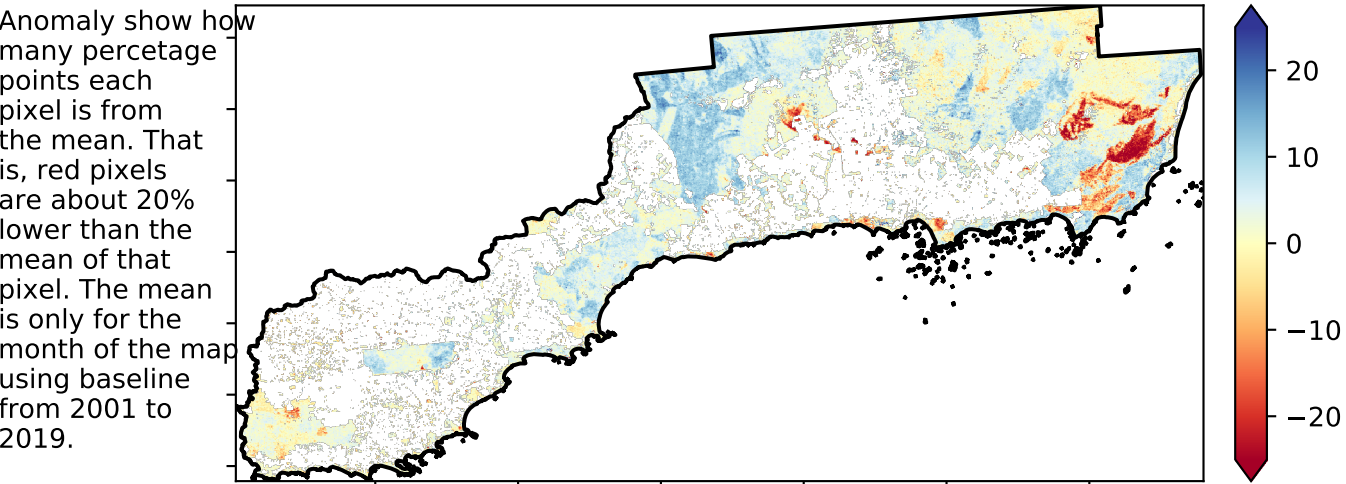 Anomaly show how
many percetage
points each
pixel is from
the mean. That
is, red pixels
are about 20%
lower than the
mean of that
pixel. The mean
is only for the
month of the map
using baseline
from 2001 to
2019.
20
10
0
−10
−20